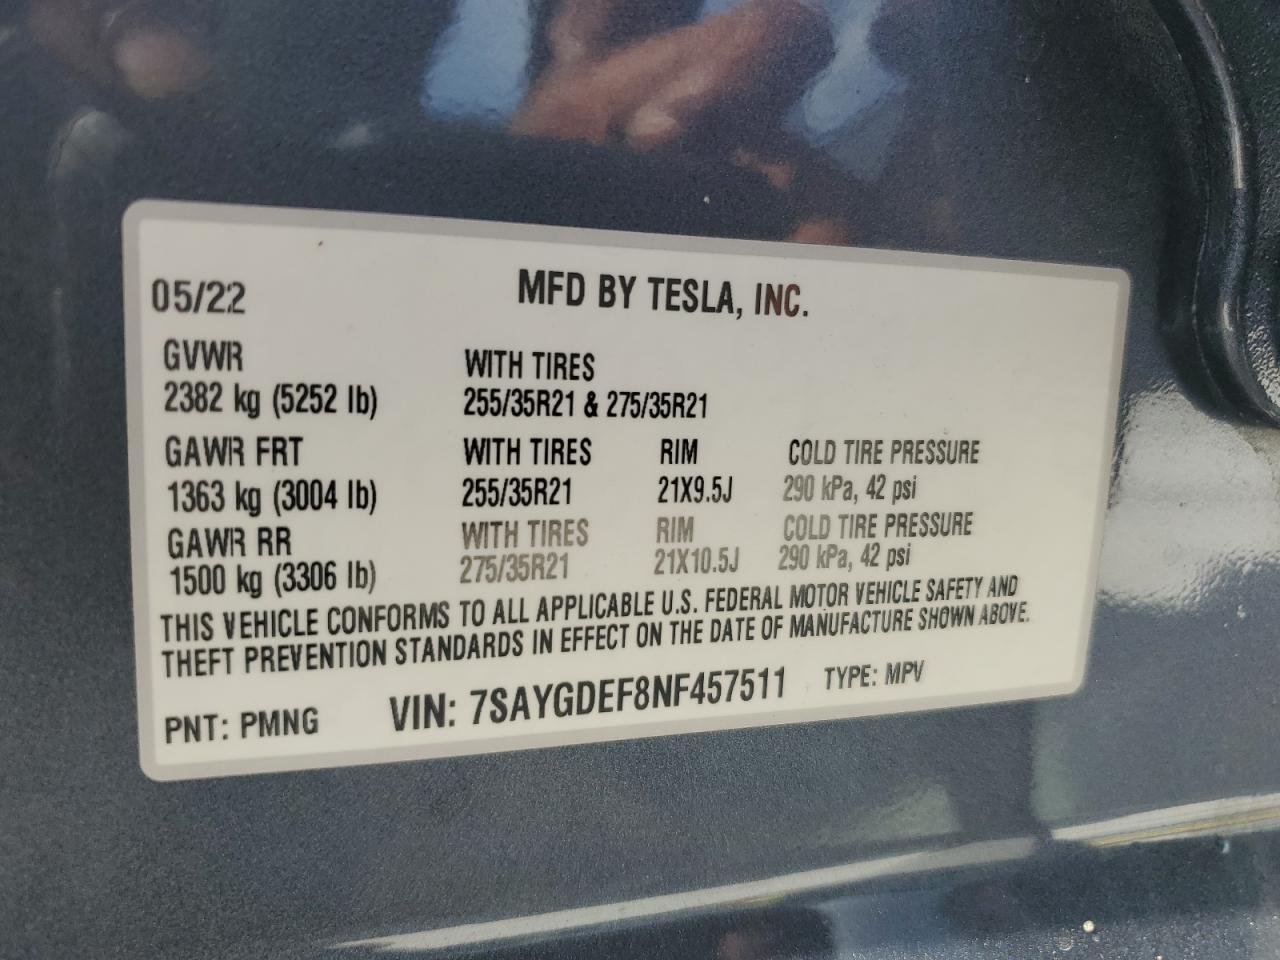 05/22 MFD BY TESLA, INC.
GVWR WITH TIRES
2382 kg (5252 lb) 255/35R21 & 275/35R21
GAWR FRT WITH TIRES RIM COLD TIRE PRESSURE
1363 kg (3004 lb) 255/35R21 21X9.5J 290 kPa, 42 psi
GAWR RR WITH TIRES RIM COLD TIRE PRESSURE
1500 kg (3306 lb) 275/35R21 21X10.5J 290 kPa, 42 psi
THIS VEHICLE CONFORMS TO ALL APPLICABLE U.S. FEDERAL MOTOR VEHICLE SAFETY AND
THEFT PREVENTION STANDARDS IN EFFECT ON THE DATE OF MANUFACTURE SHOWN ABOVE.
PNT: PMNG VIN: 7SAYGDEF8NF457511 TYPE: MPV